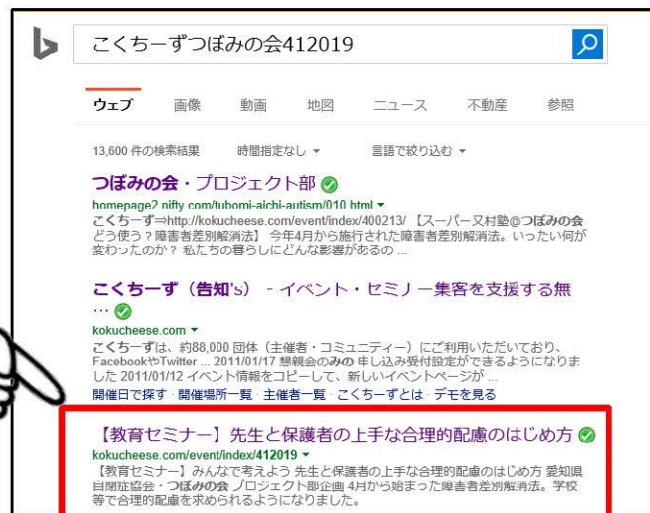 こくちーずつぼみの会412019
ウェブ 画像 動画 地図 ニュース 不動産 参照
13,600 件の検索結果 時間指定なし 言語で絞り込む
つぼみの会・プロジェクト部
homepage2.nifty.com/tubomi-aichi-autism/010.html
こくちーず⇒http://kokucheese.com/event/index/400213/ 【スーパー又村塾@つぼみの会
どう使う？障害者差別解消法】 今年4月から施行された障害者差別解消法。いったい何が
変わったのか？ 私たちの暮らしにどんな影響があるの ...
こくちーず（告知's） - イベント・セミナー集客を支援する無
…
kokucheese.com
こくちーずは、約88,000 団体（主催者・コミュニティー）にご利用いただいており、
FacebookやTwitter ... 2011/01/17 懇親会のみの 申し込み受付設定ができるようになりま
した 2011/01/12 イベント情報をコピーして、新しいイベントページが ...
開催日で探す · 開催場所一覧 · 主催者一覧 · こくちーずとは · デモを見る
【教育セミナー】先生と保護者の上手な合理的配慮のはじめ方
kokucheese.com/event/index/412019
【教育セミナー】みんなで考えよう 先生と保護者の上手な合理的配慮のはじめ方 愛知県
自閉症協会・つぼみの会 プロジェクト部企画 4月から始まった障害者差別解消法。学校
等で合理的配慮を求められるようになりました。